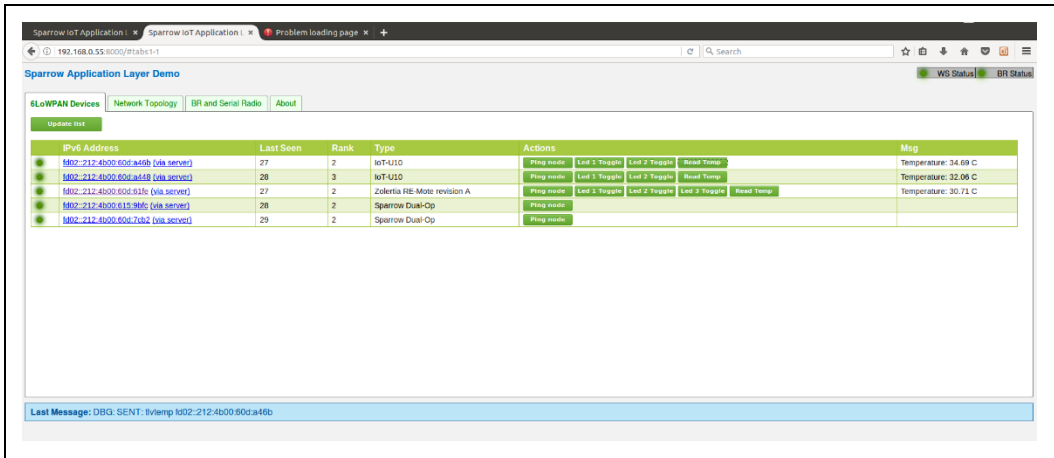 Sparrow IoT Application L × Sparrow IoT Application L × Problem loading page × +
192.168.0.55:8000/#tabs1-1 Search
Sparrow Application Layer Demo WS Status BR Status
6LoWPAN Devices Network Topology BR and Serial Radio About
Update list
IPv6 Address Last Seen Rank Type Actions Msg
fd02::212:4b00:60d:a46b (via server) 27 2 IoT-U10 Ping node Led 1 Toggle Led 2 Toggle Read Temp Temperature: 34.69 C
fd02::212:4b00:60d:a448 (via server) 28 3 IoT-U10 Ping node Led 1 Toggle Led 2 Toggle Read Temp Temperature: 32.06 C
fd02::212:4b00:60d:61fe (via server) 27 2 Zolertia RE-Mote revision A Ping node Led 1 Toggle Led 2 Toggle Led 3 Toggle Read Temp Temperature: 30.71 C
fd02::212:4b00:615:9bfc (via server) 28 2 Sparrow Dual-Op Ping node
fd02::212:4b00:60d:7cb2 (via server) 29 2 Sparrow Dual-Op Ping node
Last Message: DBG: SENT: tlvtemp fd02::212:4b00:60d:a46b